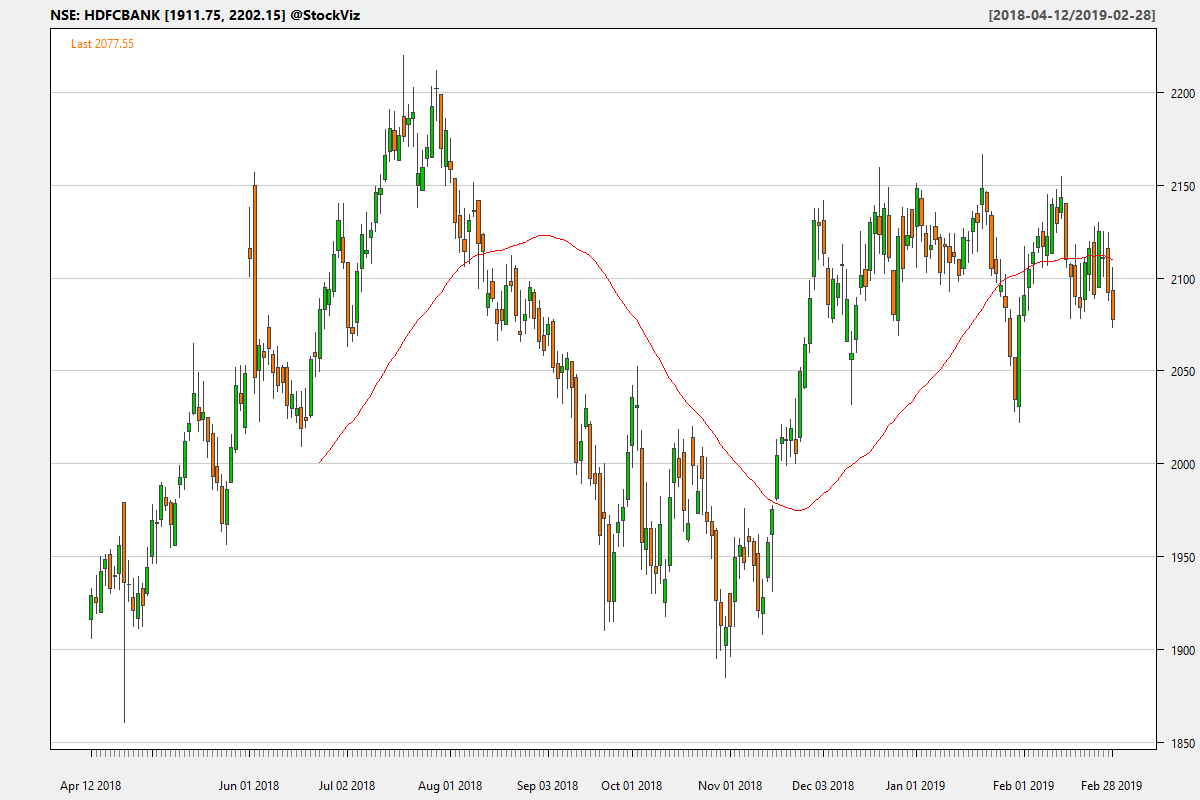 NSE: HDFCBANK [1911.75, 2202.15] @StockViz [2018-04-12/2019-02-28]
Last 2077.55
2200
2150
2100
2050
2000
1950
1900
1850
Apr 12 2018 Jun 01 2018 Jul 02 2018 Aug 01 2018 Sep 03 2018 Oct 01 2018 Nov 01 2018 Dec 03 2018 Jan 01 2019 Feb 01 2019 Feb 28 2019